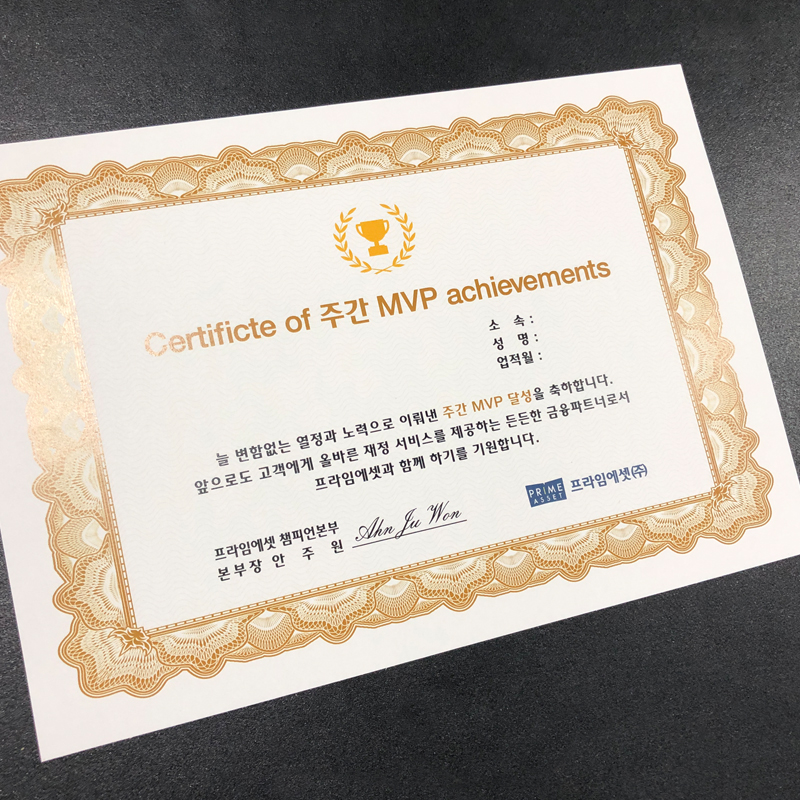 Certificte of 주간 MVP achievements
소 속 :
성 명 :
업적월 :
늘 변함없는 열정과 노력으로 이뤄낸 주간 MVP 달성을 축하합니다.
앞으로도 고객에게 올바른 재정 서비스를 제공하는 든든한 금융파트너로서
프라임에셋과 함께 하기를 기원합니다.
PRIME
ASSET
프라임에셋(주)
프라임에셋 챔피언본부
본부장 안 주 원 Ahn Ju Won